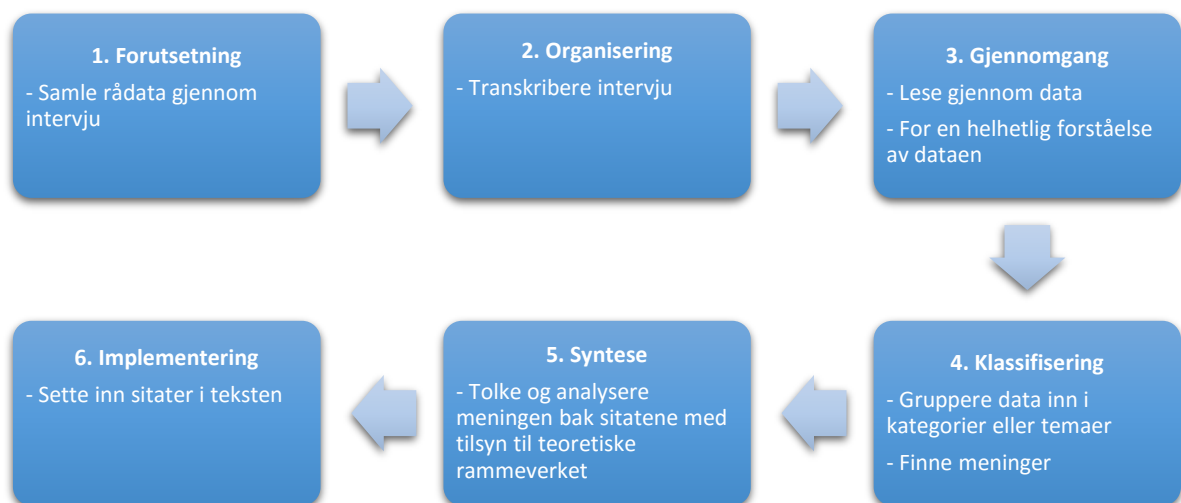 1. Forutsetning
- Samle rådata gjennom
intervju
2. Organisering
- Transkribere intervju
3. Gjennomgang
- Lese gjennom data
- For en helhetlig forståelse
av dataen
4. Klassifisering
- Gruppere data inn i
kategorier eller temaer
- Finne meninger
5. Syntese
- Tolke og analysere
meningen bak sitatene med
tilsyn til teoretiske
rammeverket
6. Implementering
- Sette inn sitater i teksten